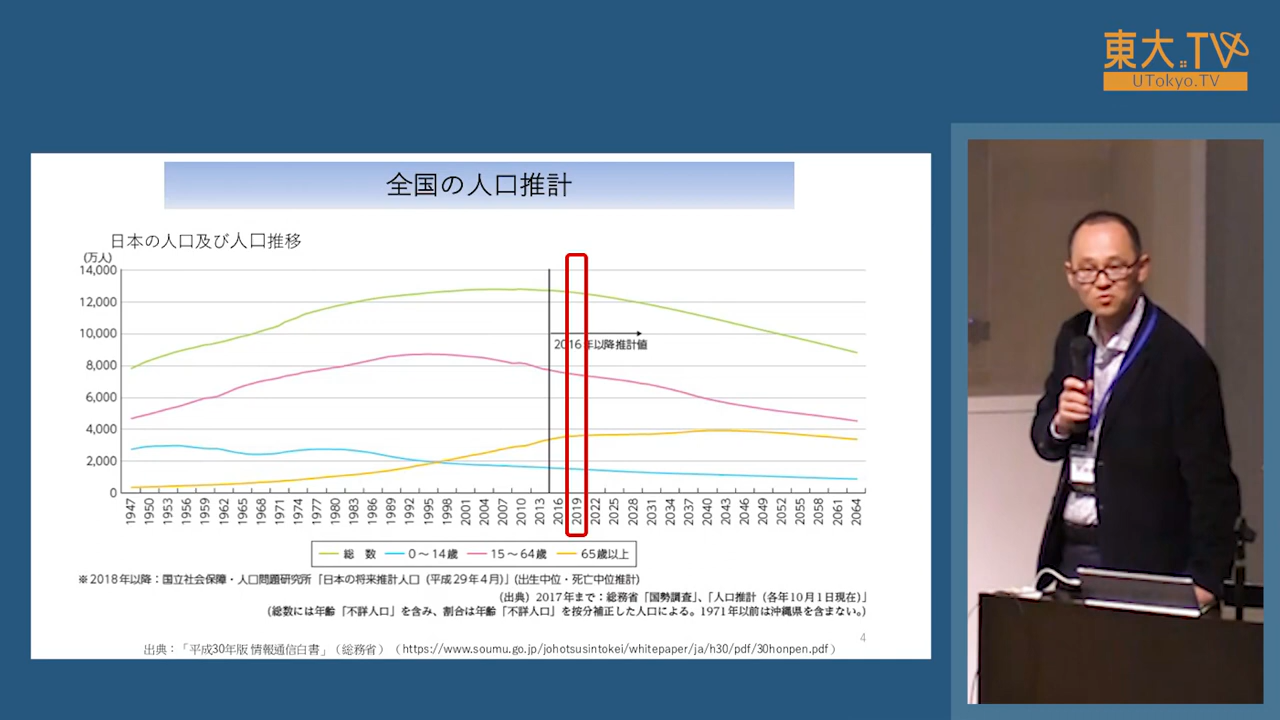 東大.TV
UTokyo.TV
全国の人口推計
日本の人口及び人口推移
(万人)
14,000
12,000
10,000
8,000
6,000
4,000
2,000
0
2016年以降推計値
1947 1950 1953 1956 1959 1962 1965 1968 1971 1974 1977 1980 1983 1986 1989 1992 1995 1998 2001 2004 2007 2010 2013 2016 2019 2022 2025 2028 2031 2034 2037 2040 2043 2046 2049 2052 2055 2058 2061 2064
総 数 0~14歳 15~64歳 65歳以上
※2018年以降:国立社会保障・人口問題研究所「日本の将来推計人口(平成29年4月)」(出生中位・死亡中位推計)
(出典)2017年まで:総務省「国勢調査」、「人口推計(各年10月1日現在)」
(総数には年齢「不詳人口」を含み、割合は年齢「不詳人口」を按分補正した人口による。1971年以前は沖縄県を含まない。)
4
出典:「平成30年版 情報通信白書」(総務省)(https://www.soumu.go.jp/johotsusintokei/whitepaper/ja/h30/pdf/30honpen.pdf)